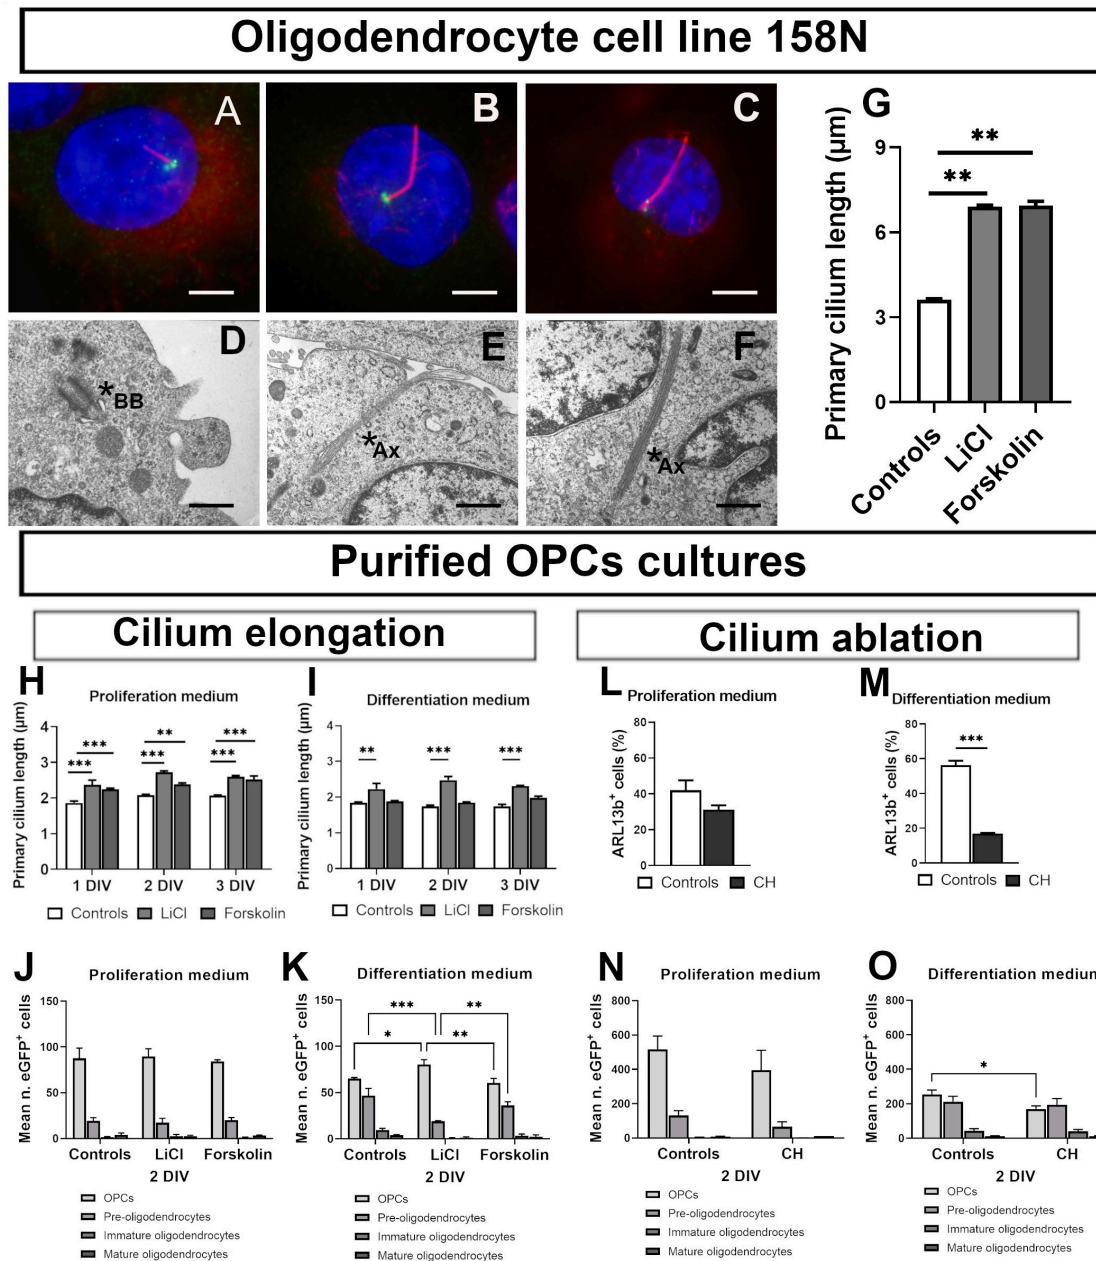 Oligodendrocyte cell line 158N
A
B
C
G
Primary cilium length (µm)
9
6
3
0
**
**
Controls
LiCl
Forskolin
D
*BB
E
*Ax
F
*Ax
Purified OPCs cultures
Cilium elongation
Cilium ablation
H
Proliferation medium
Primary cilium length (µm)
4
3
2
1
0
***
***
***
**
***
***
1 DIV
2 DIV
3 DIV
Controls
LiCl
Forskolin
I
Differentiation medium
Primary cilium length (µm)
4
3
2
1
0
**
***
***
1 DIV
2 DIV
3 DIV
Controls
LiCl
Forskolin
L
Proliferation medium
ARL13b+ cells (%)
80
60
40
20
0
Controls
CH
M
Differentiation medium
ARL13b+ cells (%)
80
60
40
20
0
***
Controls
CH
J
Proliferation medium
Mean n. eGFP+ cells
150
100
50
0
Controls
LiCl
Forskolin
2 DIV
OPCs
Pre-oligodendrocytes
Immature oligodendrocytes
Mature oligodendrocytes
K
Differentiation medium
Mean n. eGFP+ cells
150
100
50
0
***
**
*
**
Controls
LiCl
Forskolin
2 DIV
OPCs
Pre-oligodendrocytes
Immature oligodendrocytes
Mature oligodendrocytes
N
Proliferation medium
Mean n. eGFP+ cells
800
600
400
200
0
Controls
CH
2 DIV
OPCs
Pre-oligodendrocytes
Immature oligodendrocytes
Mature oligodendrocytes
O
Differentiation medium
Mean n. eGFP+ cells
800
600
400
200
0
*
Controls
CH
2 DIV
OPCs
Pre-oligodendrocytes
Immature oligodendrocytes
Mature oligodendrocytes